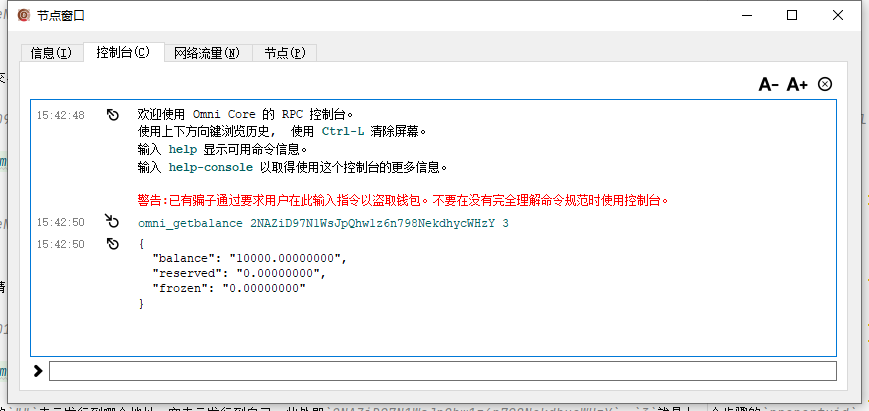 节点窗口
信息(I) 控制台(C) 网络流量(N) 节点(P)
A- A+
15:42:48 欢迎使用 Omni Core 的 RPC 控制台。
使用上下方向键浏览历史, 使用 Ctrl-L 清除屏幕。
输入 help 显示可用命令信息。
输入 help-console 以取得使用这个控制台的更多信息。
警告:已有骗子通过要求用户在此输入指令以盗取钱包。不要在没有完全理解命令规范时使用控制台。
15:42:50 omni_getbalance 2NAZiD97N1WsJpQhw1z6n798NekdhycWHzY 3
15:42:50 {
"balance": "10000.00000000",
"reserved": "0.00000000",
"frozen": "0.00000000"
}